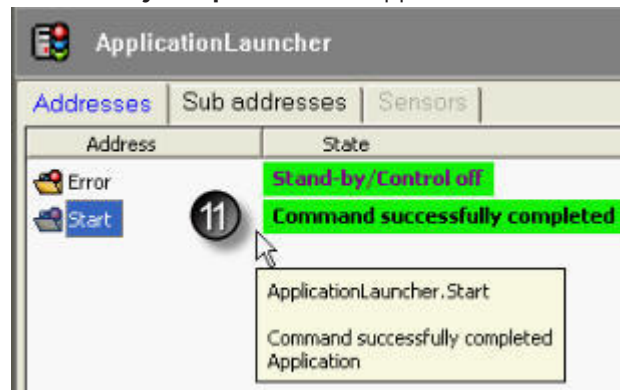 ApplicationLauncher
Addresses Sub addresses Sensors
Address State
Error Stand-by/Control off
Start 11 Command successfully completed
ApplicationLauncher.Start
Command successfully completed
Application